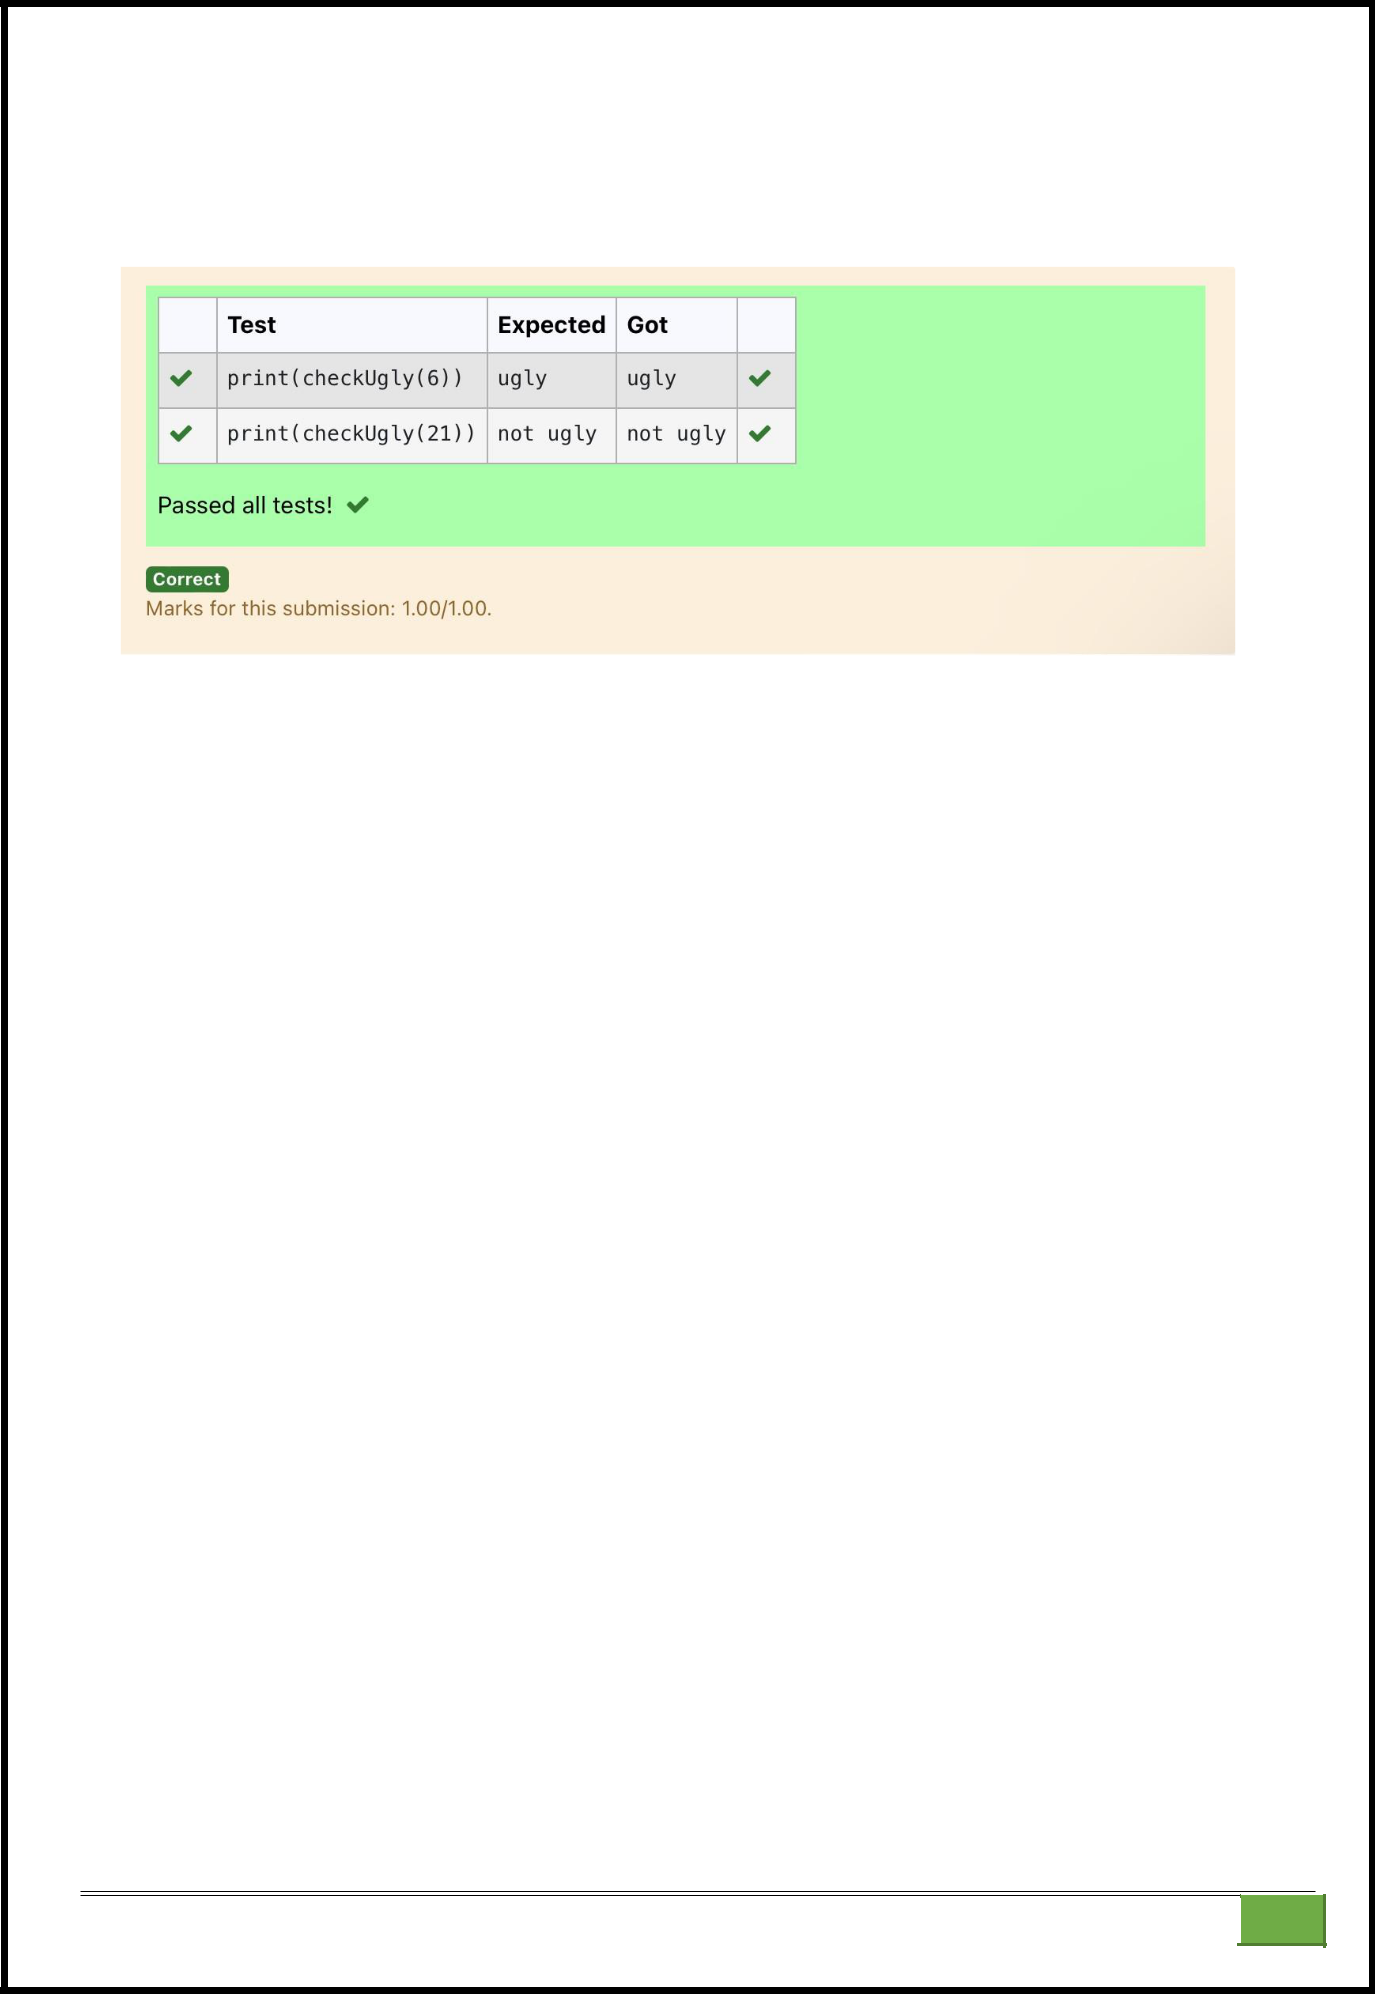 Test Expected Got
print(checkUgly(6)) ugly ugly
print(checkUgly(21)) not ugly not ugly
Passed all tests!
Correct
Marks for this submission: 1.00/1.00.